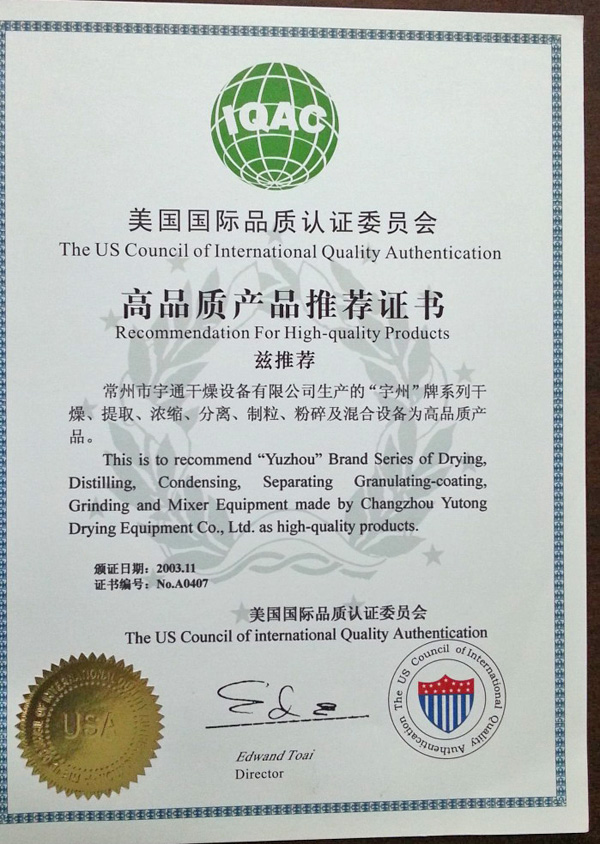 IQAC
美国国际品质认证委员会
The US Council of International Quality Authentication
高品质产品推荐证书
Recommendation For High-quality Products
兹推荐
常州市宇通干燥设备有限公司生产的“宇州”牌系列干
燥、提取、浓缩、分离、制粒、粉碎及混合设备为高品质产
品。
This is to recommend “Yuzhou” Brand Series of Drying,
Distilling, Condensing, Separating Granulating-coating,
Grinding and Mixer Equipment made by Changzhou Yutong
Drying Equipment Co., Ltd. as high-quality products.
颁证日期：2003.11
证书编号：No.A0407
美国国际品质认证委员会
The US Council of international Quality Authentication
The US Council of International Quality Authentication
USA
Edwand Toai
Director